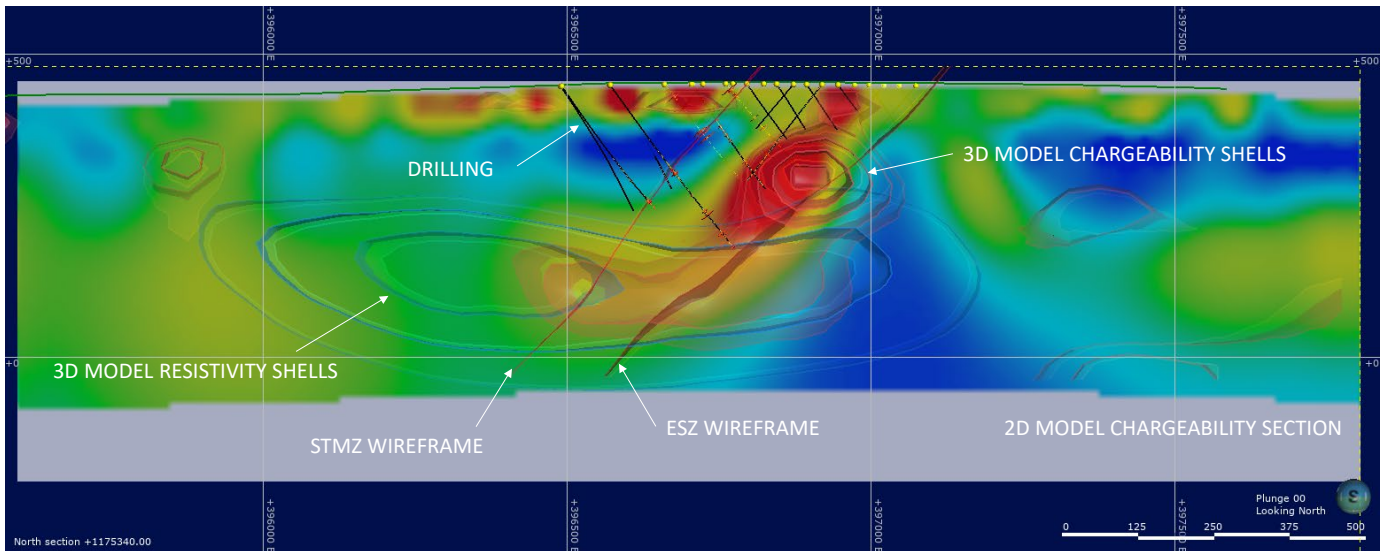 +396000 E
+396500 E
+397000 E
+397500 E
+500
+500
DRILLING
3D MODEL CHARGEABILITY SHELLS
+0
+0
3D MODEL RESISTIVITY SHELLS
STMZ WIREFRAME
ESZ WIREFRAME
2D MODEL CHARGEABILITY SECTION
+396000 E
+396500 E
+397000 E
+397500 E
Plunge 00
Looking North
0 125 250 375 500
North section +1175340.00